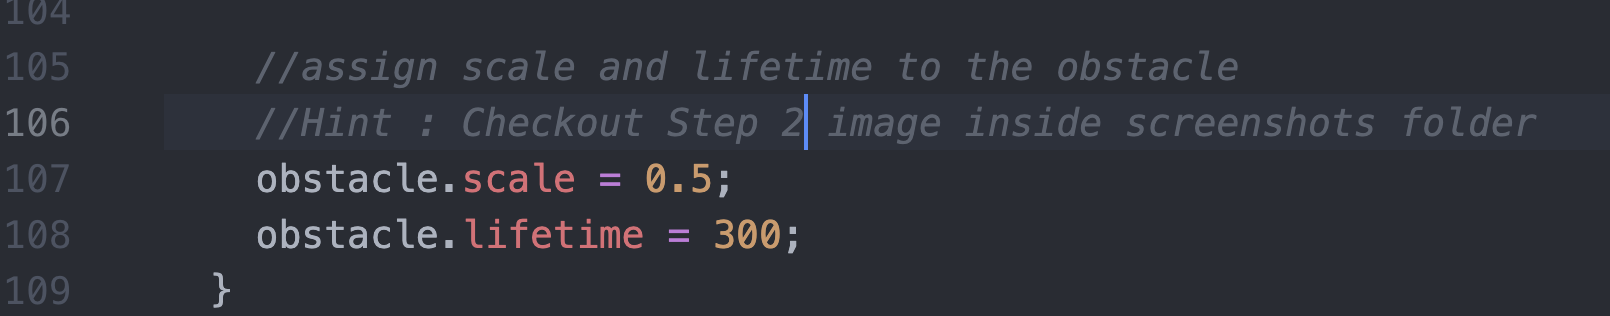 104
105 //assign scale and lifetime to the obstacle
106 //Hint : Checkout Step 2 image inside screenshots folder
107 obstacle.scale = 0.5;
108 obstacle.lifetime = 300;
109 }